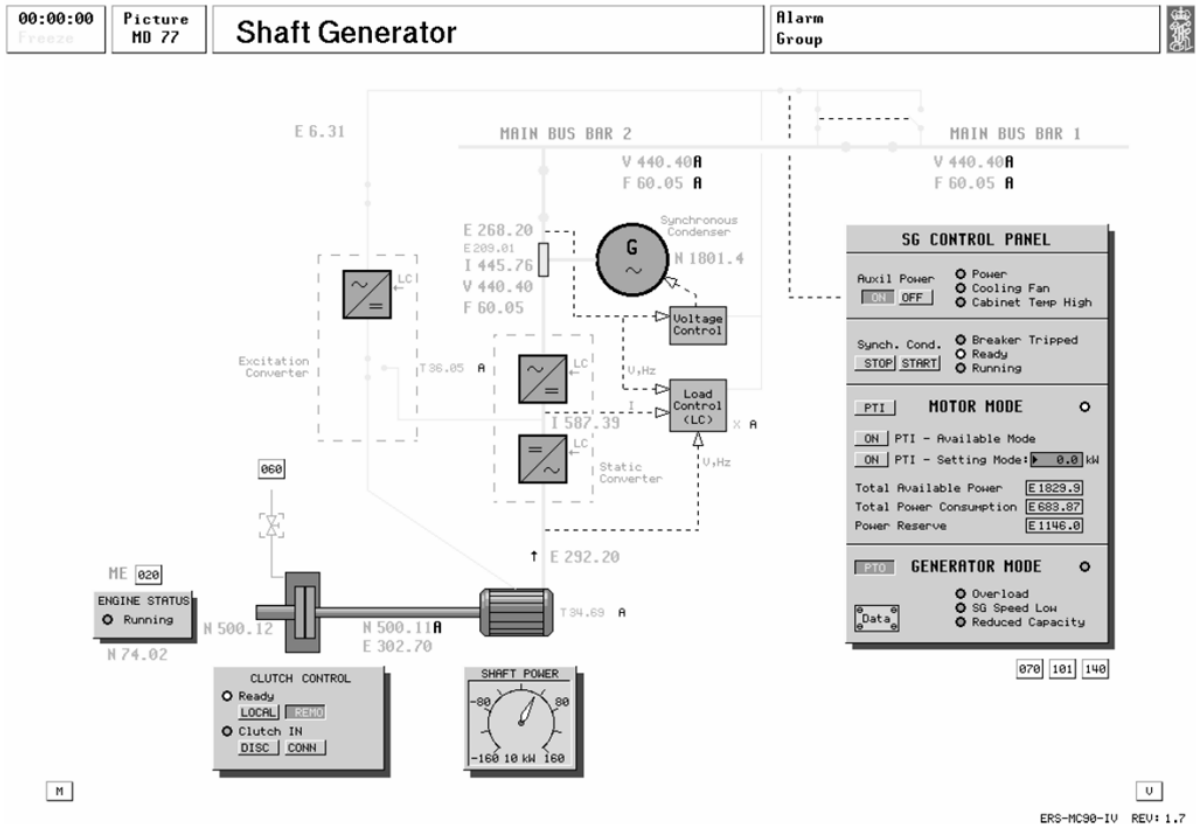 00:00:00
Freeze
Picture
MD 77
Shaft Generator
Alarm
Group
E 6.31
MAIN BUS BAR 2
MAIN BUS BAR 1
V 440.40A
F 60.05 A
V 440.40A
F 60.05 A
E 268.20
E 209.01
I 445.76
V 440.40
F 60.05
G
Synchronous
Condenser
N 1801.4
Voltage
Control
LC
Excitation
Converter
T 36.05 A
LC
V,Hz
I
Load
Control
(LC)
X A
I 587.39
LC
Static
Converter
V,Hz
E 292.20
060
ME 020
ENGINE STATUS
Running
N 74.02
N 500.12
N 500.11A
E 302.70
T 34.69 A
CLUTCH CONTROL
Ready
LOCAL REMO
Clutch IN
DISC CONN
SHAFT POWER
-80 80
-160 10 kW 160
SG CONTROL PANEL
Auxil Power
ON OFF
Power
Cooling Fan
Cabinet Temp High
Synch. Cond.
STOP START
Breaker Tripped
Ready
Running
PTI MOTOR MODE
ON PTI - Available Mode
ON PTI - Setting Mode: 0.0 kW
Total Available Power E 1829.9
Total Power Consumption E 683.87
Power Reserve E 1146.0
PTO GENERATOR MODE
Data
Overload
SG Speed Low
Reduced Capacity
070 101 140
M
V
ERS-MC90-IV REV: 1.7